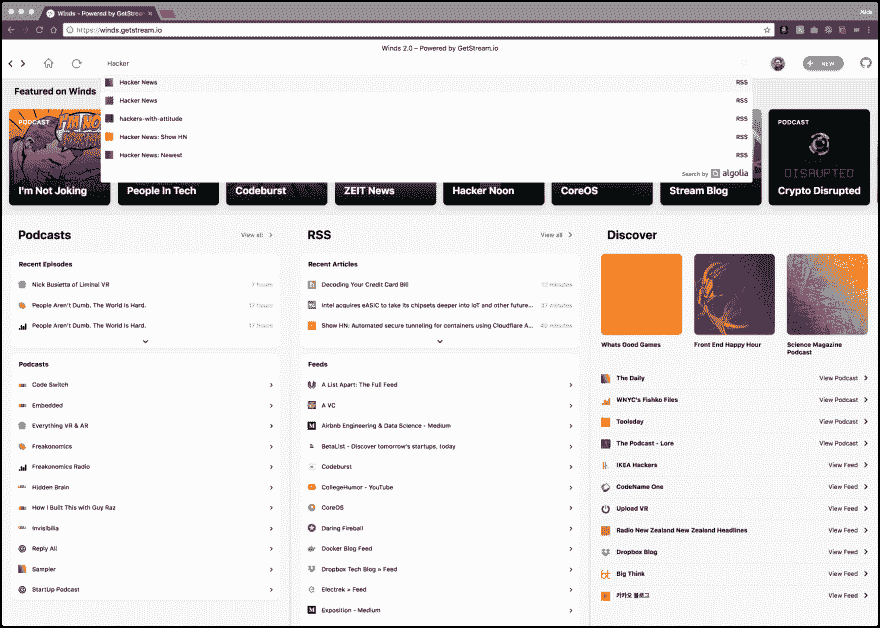 Winds - Powered by GetStream
Nick
https://winds.getstream.io
Winds 2.0 – Powered by GetStream.io
Hacker
NEW
Featured on Winds
Hacker News RSS
Hacker News RSS
hackers-with-attitude RSS
Hacker News: Show HN RSS
Hacker News: Newest RSS
Search by algolia
PODCAST
I'M NOT
I'm Not Joking
People In Tech
Codeburst
ZEIT News
Hacker Noon
CoreOS
Stream Blog
PODCAST
DISRUPTED
Crypto Disrupted
Podcasts
View all
Recent Episodes
Nick Busietta of Liminal VR 7 hours
People Aren't Dumb. The World Is Hard. 17 hours
People Aren't Dumb. The World Is Hard. 17 hours
Podcasts
Code Switch
Embedded
Everything VR & AR
Freakonomics
Freakonomics Radio
Hidden Brain
How I Built This with Guy Raz
Invisibilia
Reply All
Sampler
StartUp Podcast
RSS
View all
Recent Articles
Decoding Your Credit Card Bill 12 minutes
Intel acquires eASIC to take its chipsets deeper into IoT and other future... 37 minutes
Show HN: Automated secure tunneling for containers using Cloudflare A... 42 minutes
Feeds
A List Apart: The Full Feed
A VC
Airbnb Engineering & Data Science - Medium
BetaList - Discover tomorrow's startups, today
Codeburst
CollegeHumor - YouTube
CoreOS
Daring Fireball
Docker Blog Feed
Dropbox Tech Blog » Feed
Electrek » Feed
Exposition - Medium
Discover
Whats Good Games
Front End Happy Hour
Science Magazine
Podcast
The Daily View Podcast
WNYC's Fishko Files View Podcast
Toolsday View Podcast
The Podcast - Lore View Podcast
IKEA Hackers View Feed
CodeName One View Feed
Upload VR View Feed
Radio New Zealand New Zealand Headlines View Feed
Dropbox Blog View Feed
Big Think View Feed
카카오 블로그 View Feed